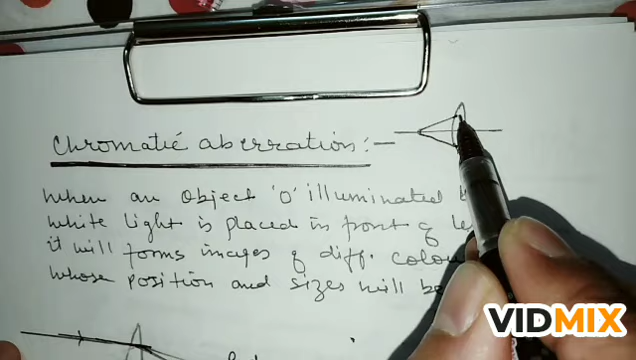 Chromatic aberration:-
When an object 'O' illuminated
white light is placed in front of
it will forms images of diff. colou
whose position and sizes will be
VIDMIX